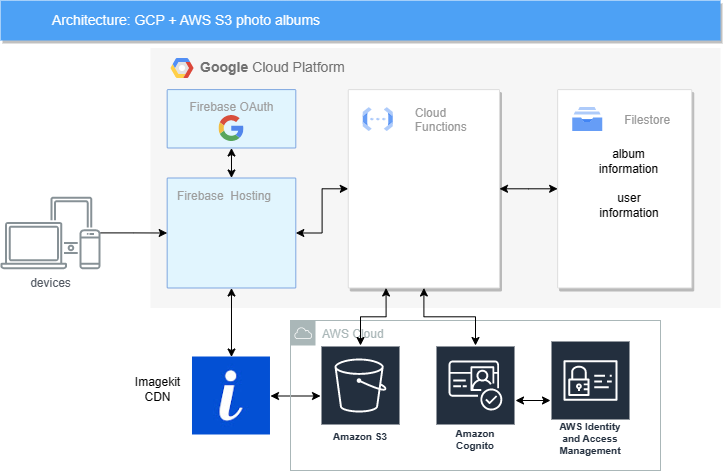 Architecture: GCP + AWS S3 photo albums
Google Cloud Platform
Firebase OAuth
G
Cloud
Functions
Filestore
album
information
user
information
Firebase Hosting
devices
AWS Cloud
Imagekit
CDN
i
Amazon S3
Amazon
Cognito
AWS Identity
and Access
Management